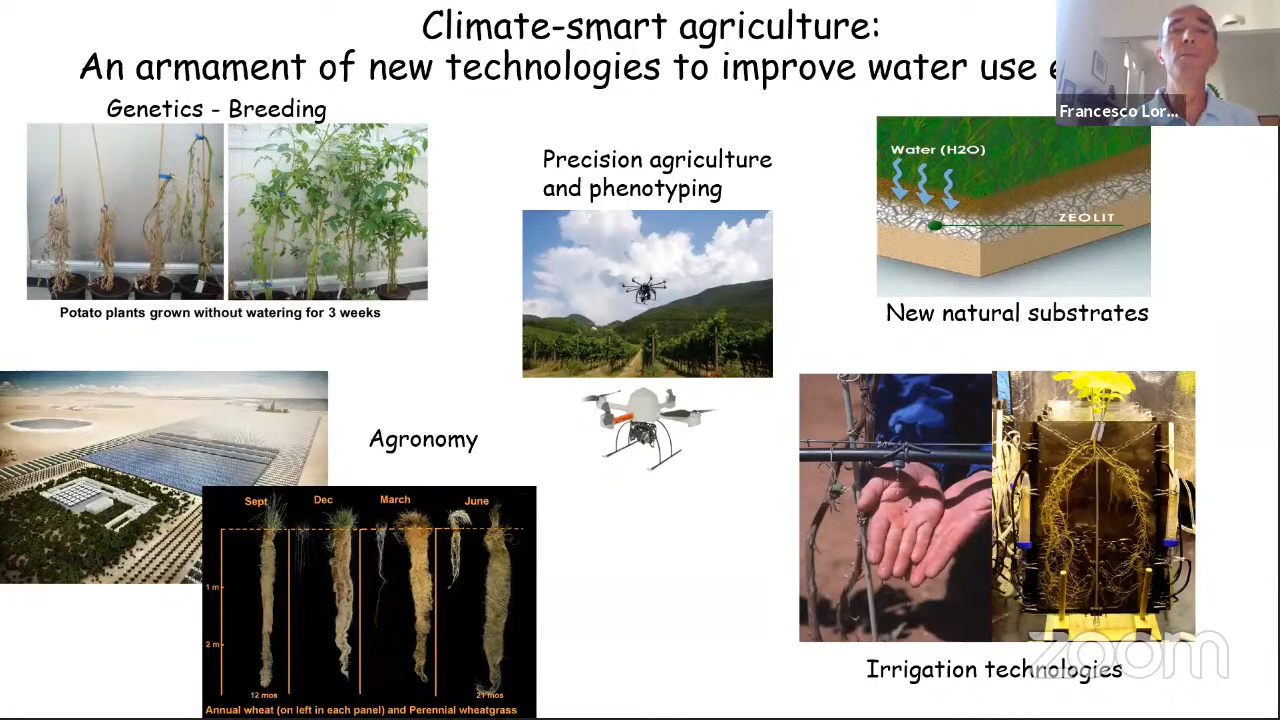 Climate-smart agriculture:
An armament of new technologies to improve water use
Francesco Lor...
Genetics - Breeding
Potato plants grown without watering for 3 weeks
Precision agriculture
and phenotyping
Water (H2O)
ZEOLIT
New natural substrates
Agronomy
Sept Dec March June
1 m
2 m
12 mos 21 mos
Annual wheat (on left in each panel) and Perennial wheatgrass
Irrigation technologies
zoom